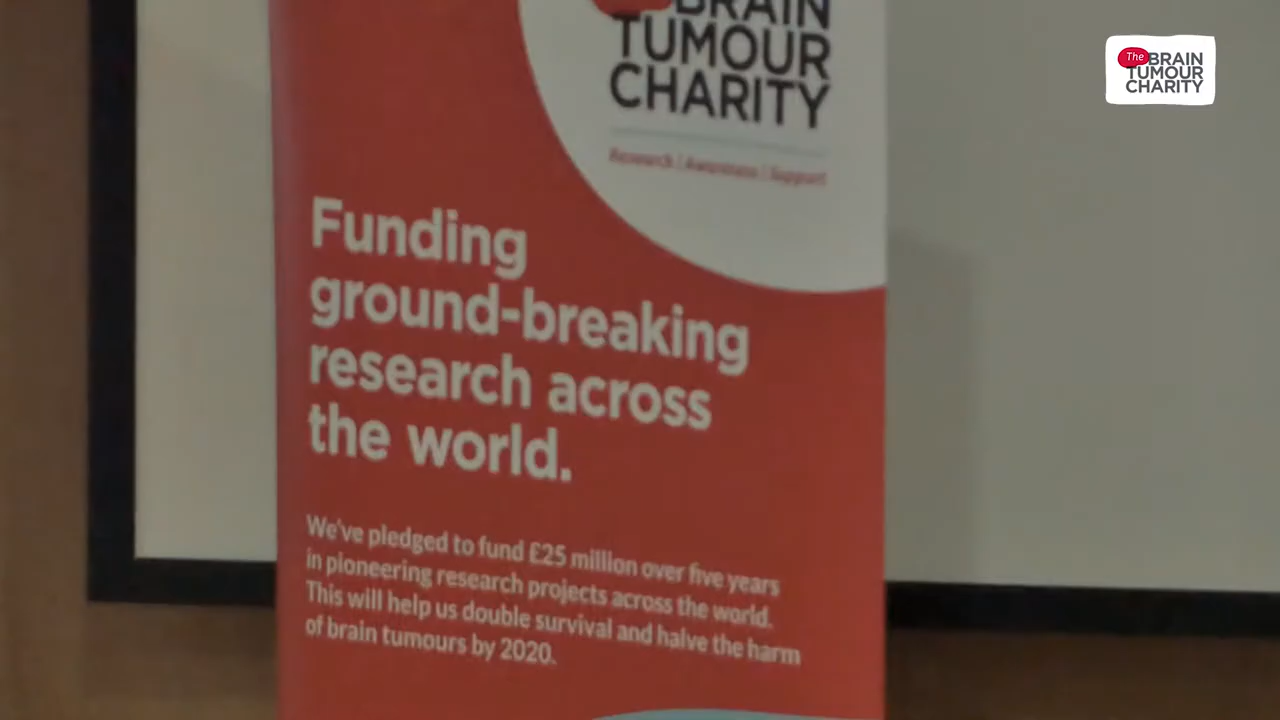 BRAIN
TUMOUR
CHARITY
Research | Awareness | Support
Funding
ground-breaking
research across
the world.
We've pledged to fund £25 million over five years
in pioneering research projects across the world.
This will help us double survival and halve the harm
of brain tumours by 2020.
The BRAIN
TUMOUR
CHARITY